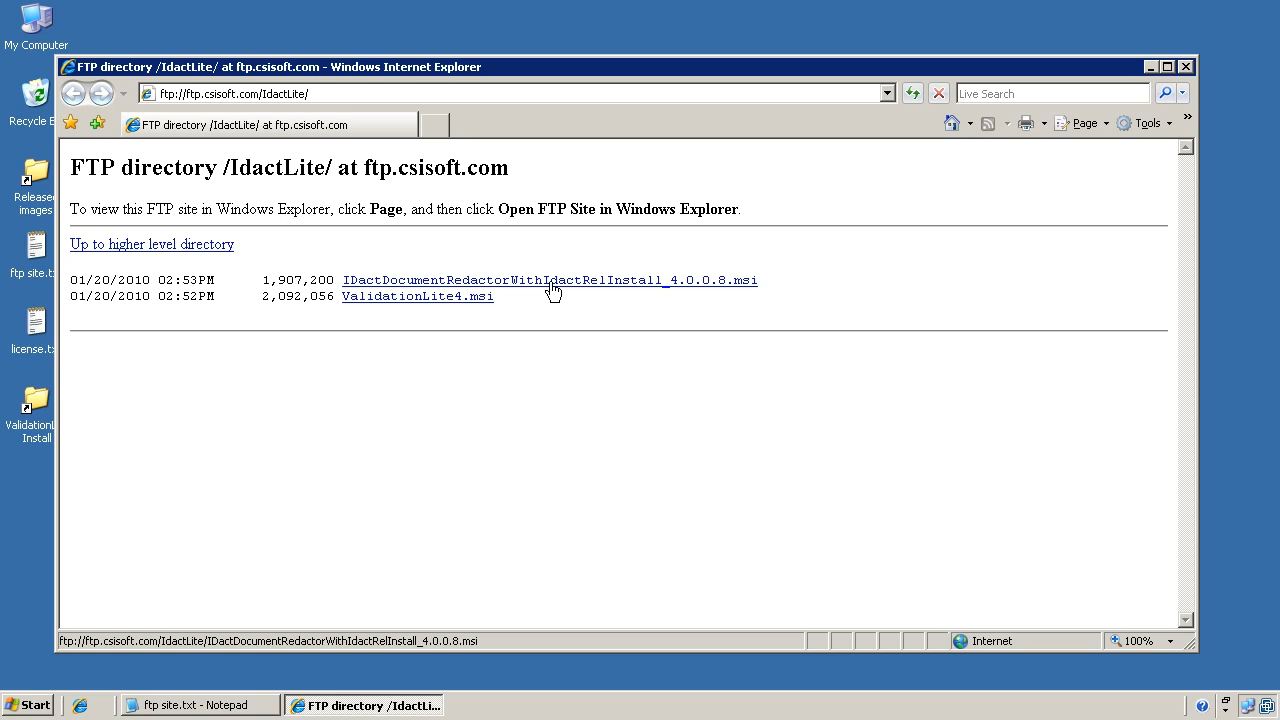 My Computer
FTP directory /IdactLite/ at ftp.csisoft.com - Windows Internet Explorer
ftp://ftp.csisoft.com/IdactLite/
Live Search
Recycle B
FTP directory /IdactLite/ at ftp.csisoft.com
Page
Tools
FTP directory /IdactLite/ at ftp.csisoft.com
To view this FTP site in Windows Explorer, click Page, and then click Open FTP Site in Windows Explorer.
Release
images
Up to higher level directory
ftp site.
01/20/2010 02:53PM 1,907,200 IDactDocumentRedactorWithIdactRelInstall_4.0.0.8.msi
01/20/2010 02:52PM 2,092,056 ValidationLite4.msi
license.t
ValidationL
Install
ftp://ftp.csisoft.com/IdactLite/IDactDocumentRedactorWithIdactRelInstall_4.0.0.8.msi
Internet
100%
Start
ftp site.txt - Notepad
FTP directory /IdactLi...